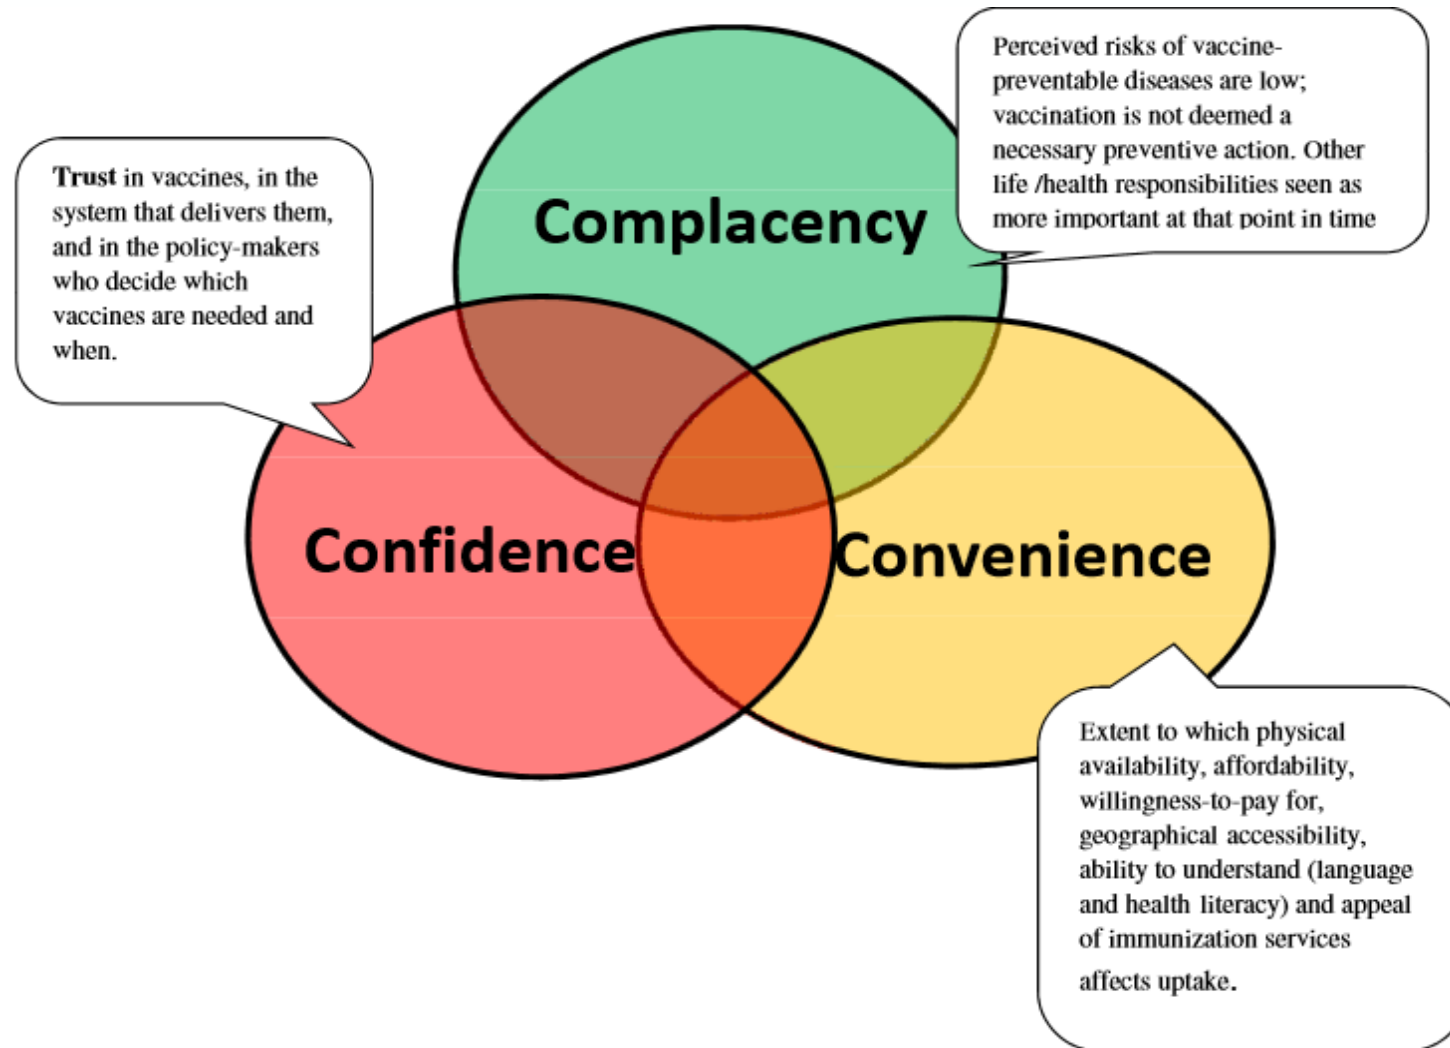 Perceived risks of vaccine-
preventable diseases are low;
vaccination is not deemed a
necessary preventive action. Other
life /health responsibilities seen as
more important at that point in time
Trust in vaccines, in the
system that delivers them,
and in the policy-makers
who decide which
vaccines are needed and
when.
Complacency
Confidence
Convenience
Extent to which physical
availability, affordability,
willingness-to-pay for,
geographical accessibility,
ability to understand (language
and health literacy) and appeal
of immunization services
affects uptake.